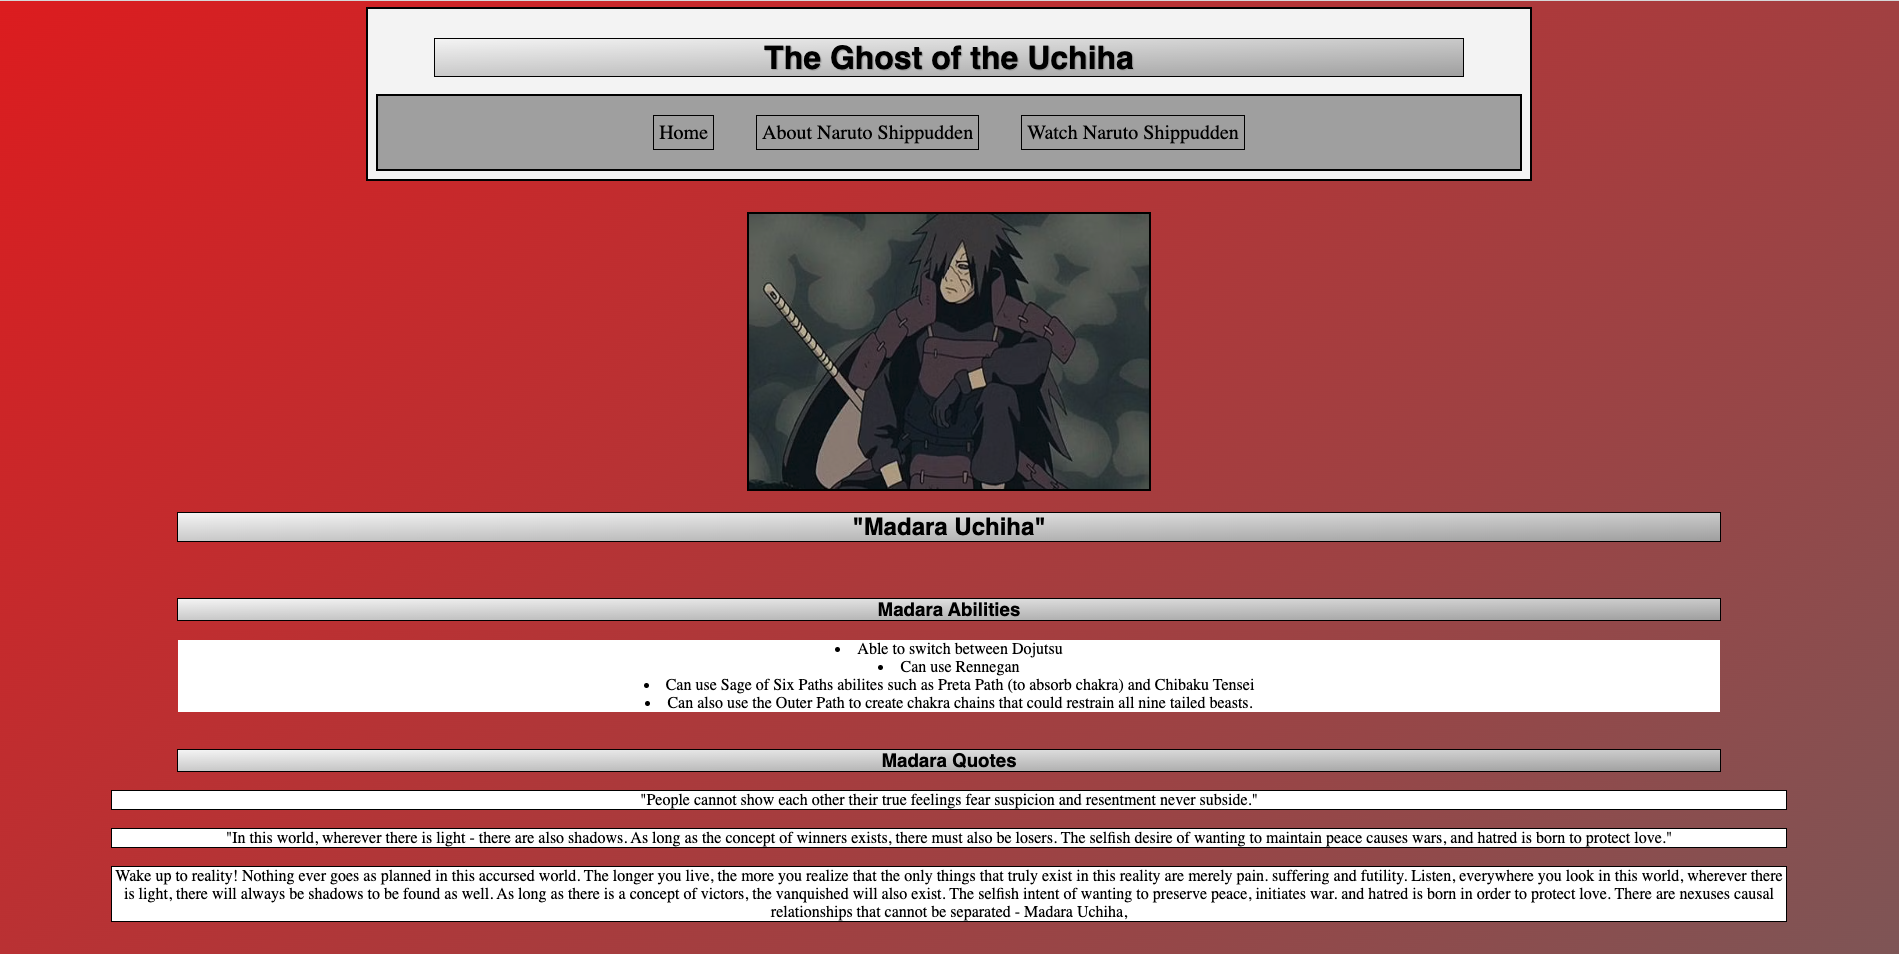 The Ghost of the Uchiha
Home
About Naruto Shippudden
Watch Naruto Shippudden
"Madara Uchiha"
Madara Abilities
• Able to switch between Dojutsu
• Can use Rennegan
• Can use Sage of Six Paths abilites such as Preta Path (to absorb chakra) and Chibaku Tensei
• Can also use the Outer Path to create chakra chains that could restrain all nine tailed beasts.
Madara Quotes
"People cannot show each other their true feelings fear suspicion and resentment never subside."
"In this world, wherever there is light - there are also shadows. As long as the concept of winners exists, there must also be losers. The selfish desire of wanting to maintain peace causes wars, and hatred is born to protect love."
Wake up to reality! Nothing ever goes as planned in this accursed world. The longer you live, the more you realize that the only things that truly exist in this reality are merely pain. suffering and futility. Listen, everywhere you look in this world, wherever there
is light, there will always be shadows to be found as well. As long as there is a concept of victors, the vanquished will also exist. The selfish intent of wanting to preserve peace, initiates war. and hatred is born in order to protect love. There are nexuses causal
relationships that cannot be separated - Madara Uchiha,